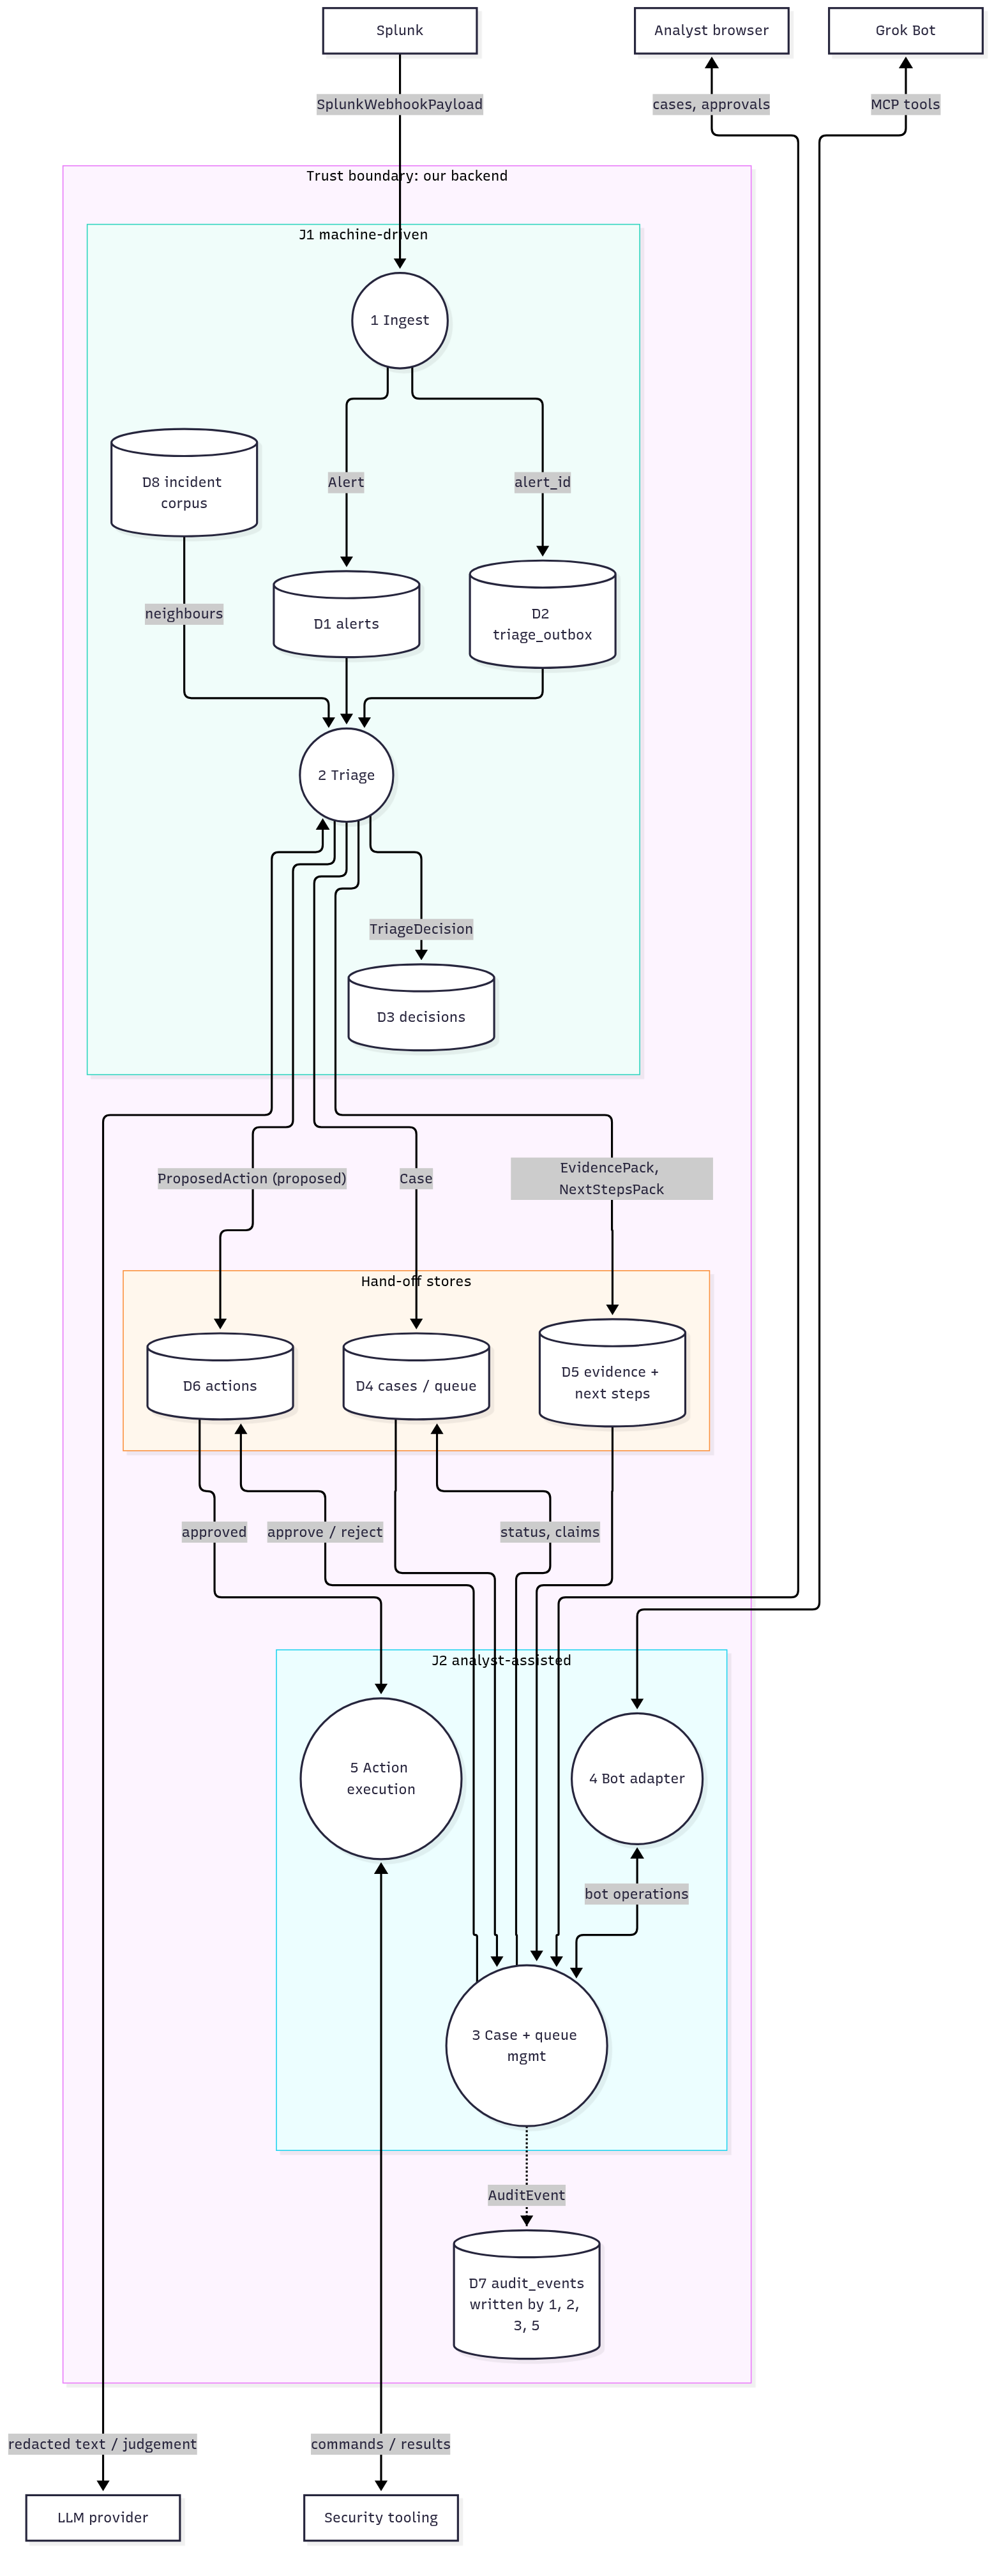 Splunk
Analyst browser
Grok Bot
SplunkWebhookPayload
cases, approvals
MCP tools
Trust boundary: our backend
J1 machine-driven
1 Ingest
D8 incident
corpus
Alert
alert_id
neighbours
D1 alerts
D2
triage_outbox
2 Triage
TriageDecision
D3 decisions
ProposedAction (proposed)
Case
EvidencePack,
NextStepsPack
Hand-off stores
D6 actions
D4 cases / queue
D5 evidence +
next steps
approved
approve / reject
status, claims
J2 analyst-assisted
5 Action
execution
4 Bot adapter
bot operations
3 Case + queue
mgmt
AuditEvent
D7 audit_events
written by 1, 2,
3, 5
redacted text / judgement
commands / results
LLM provider
Security tooling